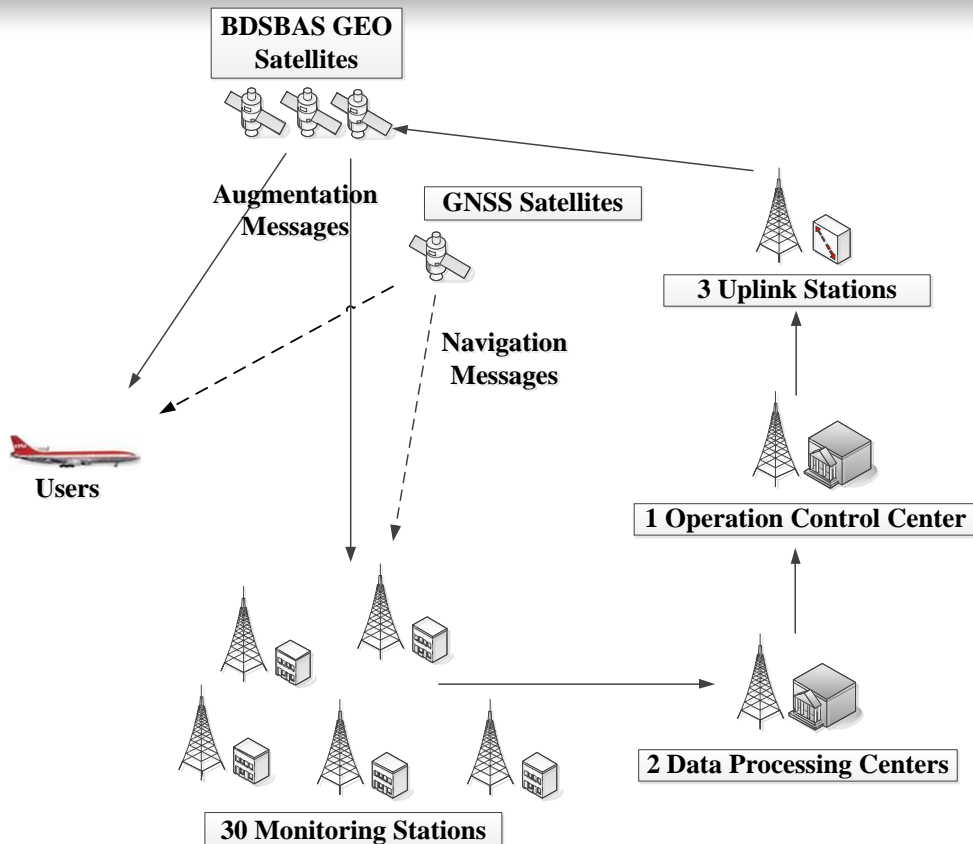 BDSBAS GEO
Satellites
Augmentation
Messages
GNSS Satellites
3 Uplink Stations
Navigation
Messages
Users
1 Operation Control Center
2 Data Processing Centers
30 Monitoring Stations